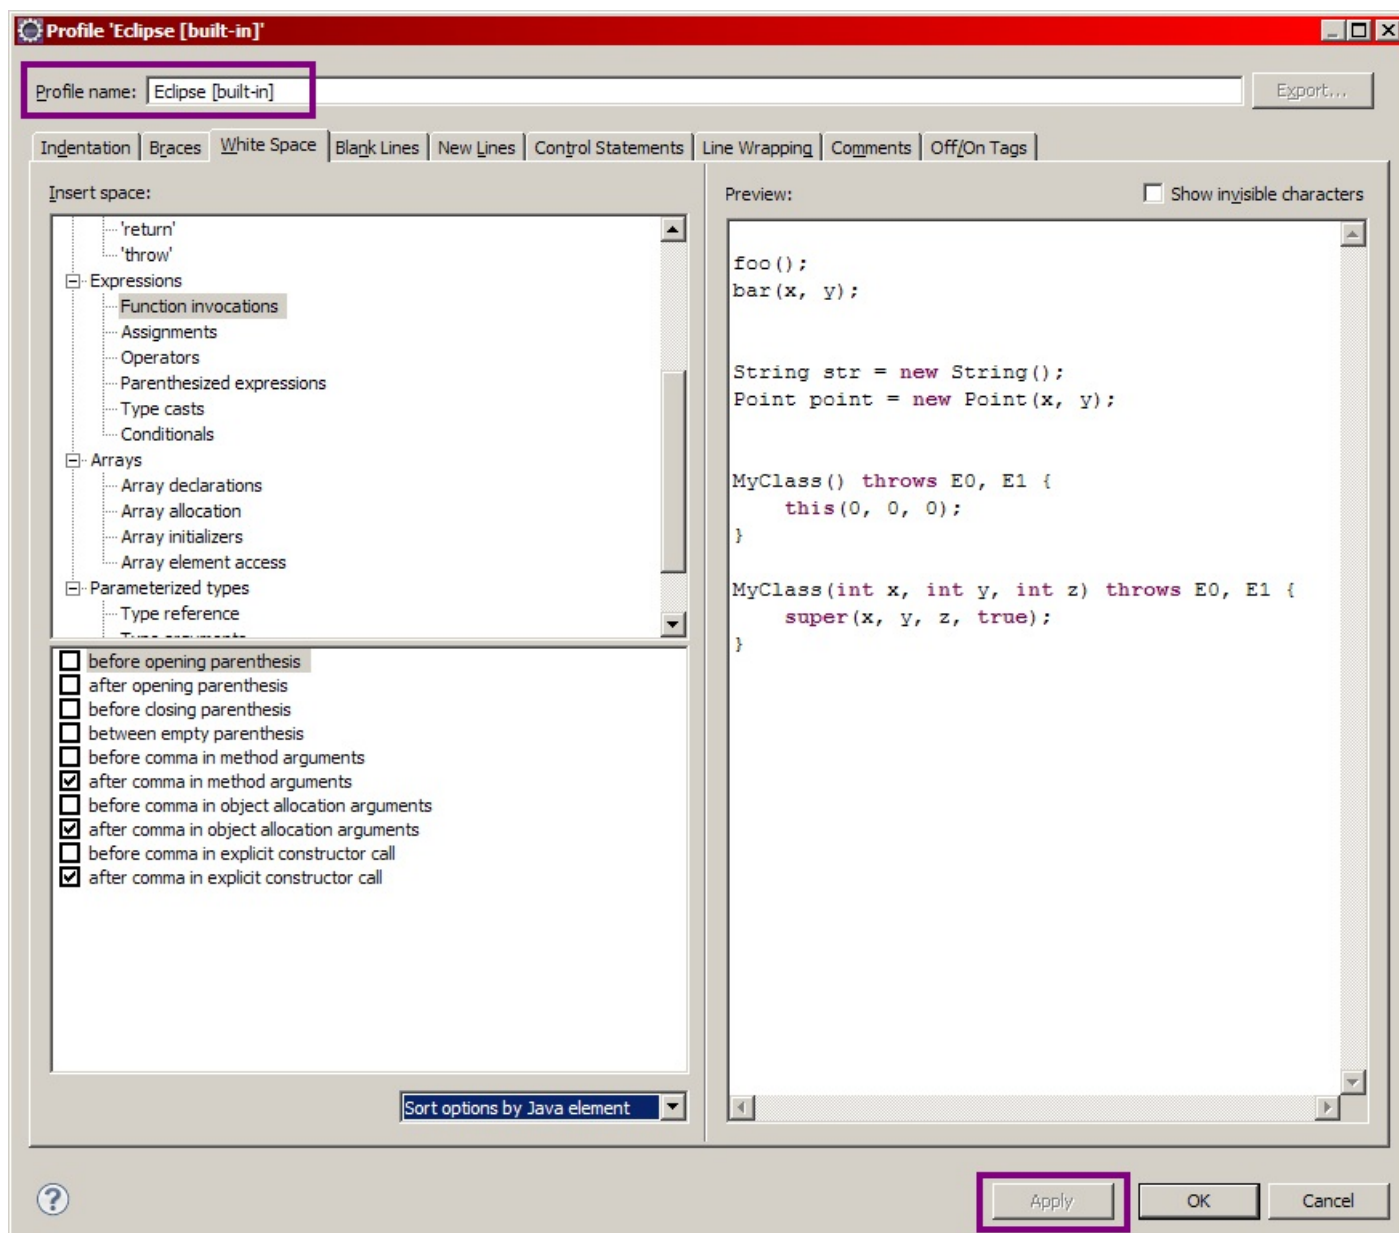 Profile 'Eclipse [built-in]'
Profile name: Eclipse [built-in] Export...
Indentation Braces White Space Blank Lines New Lines Control Statements Line Wrapping Comments Off/On Tags
Insert space:
'return'
'throw'
Expressions
Function invocations
Assignments
Operators
Parenthesized expressions
Type casts
Conditionals
Arrays
Array declarations
Array allocation
Array initializers
Array element access
Parameterized types
Type reference
Type arguments
before opening parenthesis
after opening parenthesis
before closing parenthesis
between empty parenthesis
before comma in method arguments
after comma in method arguments
before comma in object allocation arguments
after comma in object allocation arguments
before comma in explicit constructor call
after comma in explicit constructor call
Sort options by Java element
Preview: Show invisible characters
foo();
bar(x, y);
String str = new String();
Point point = new Point(x, y);
MyClass() throws E0, E1 {
this(0, 0, 0);
}
MyClass(int x, int y, int z) throws E0, E1 {
super(x, y, z, true);
}
? Apply OK Cancel